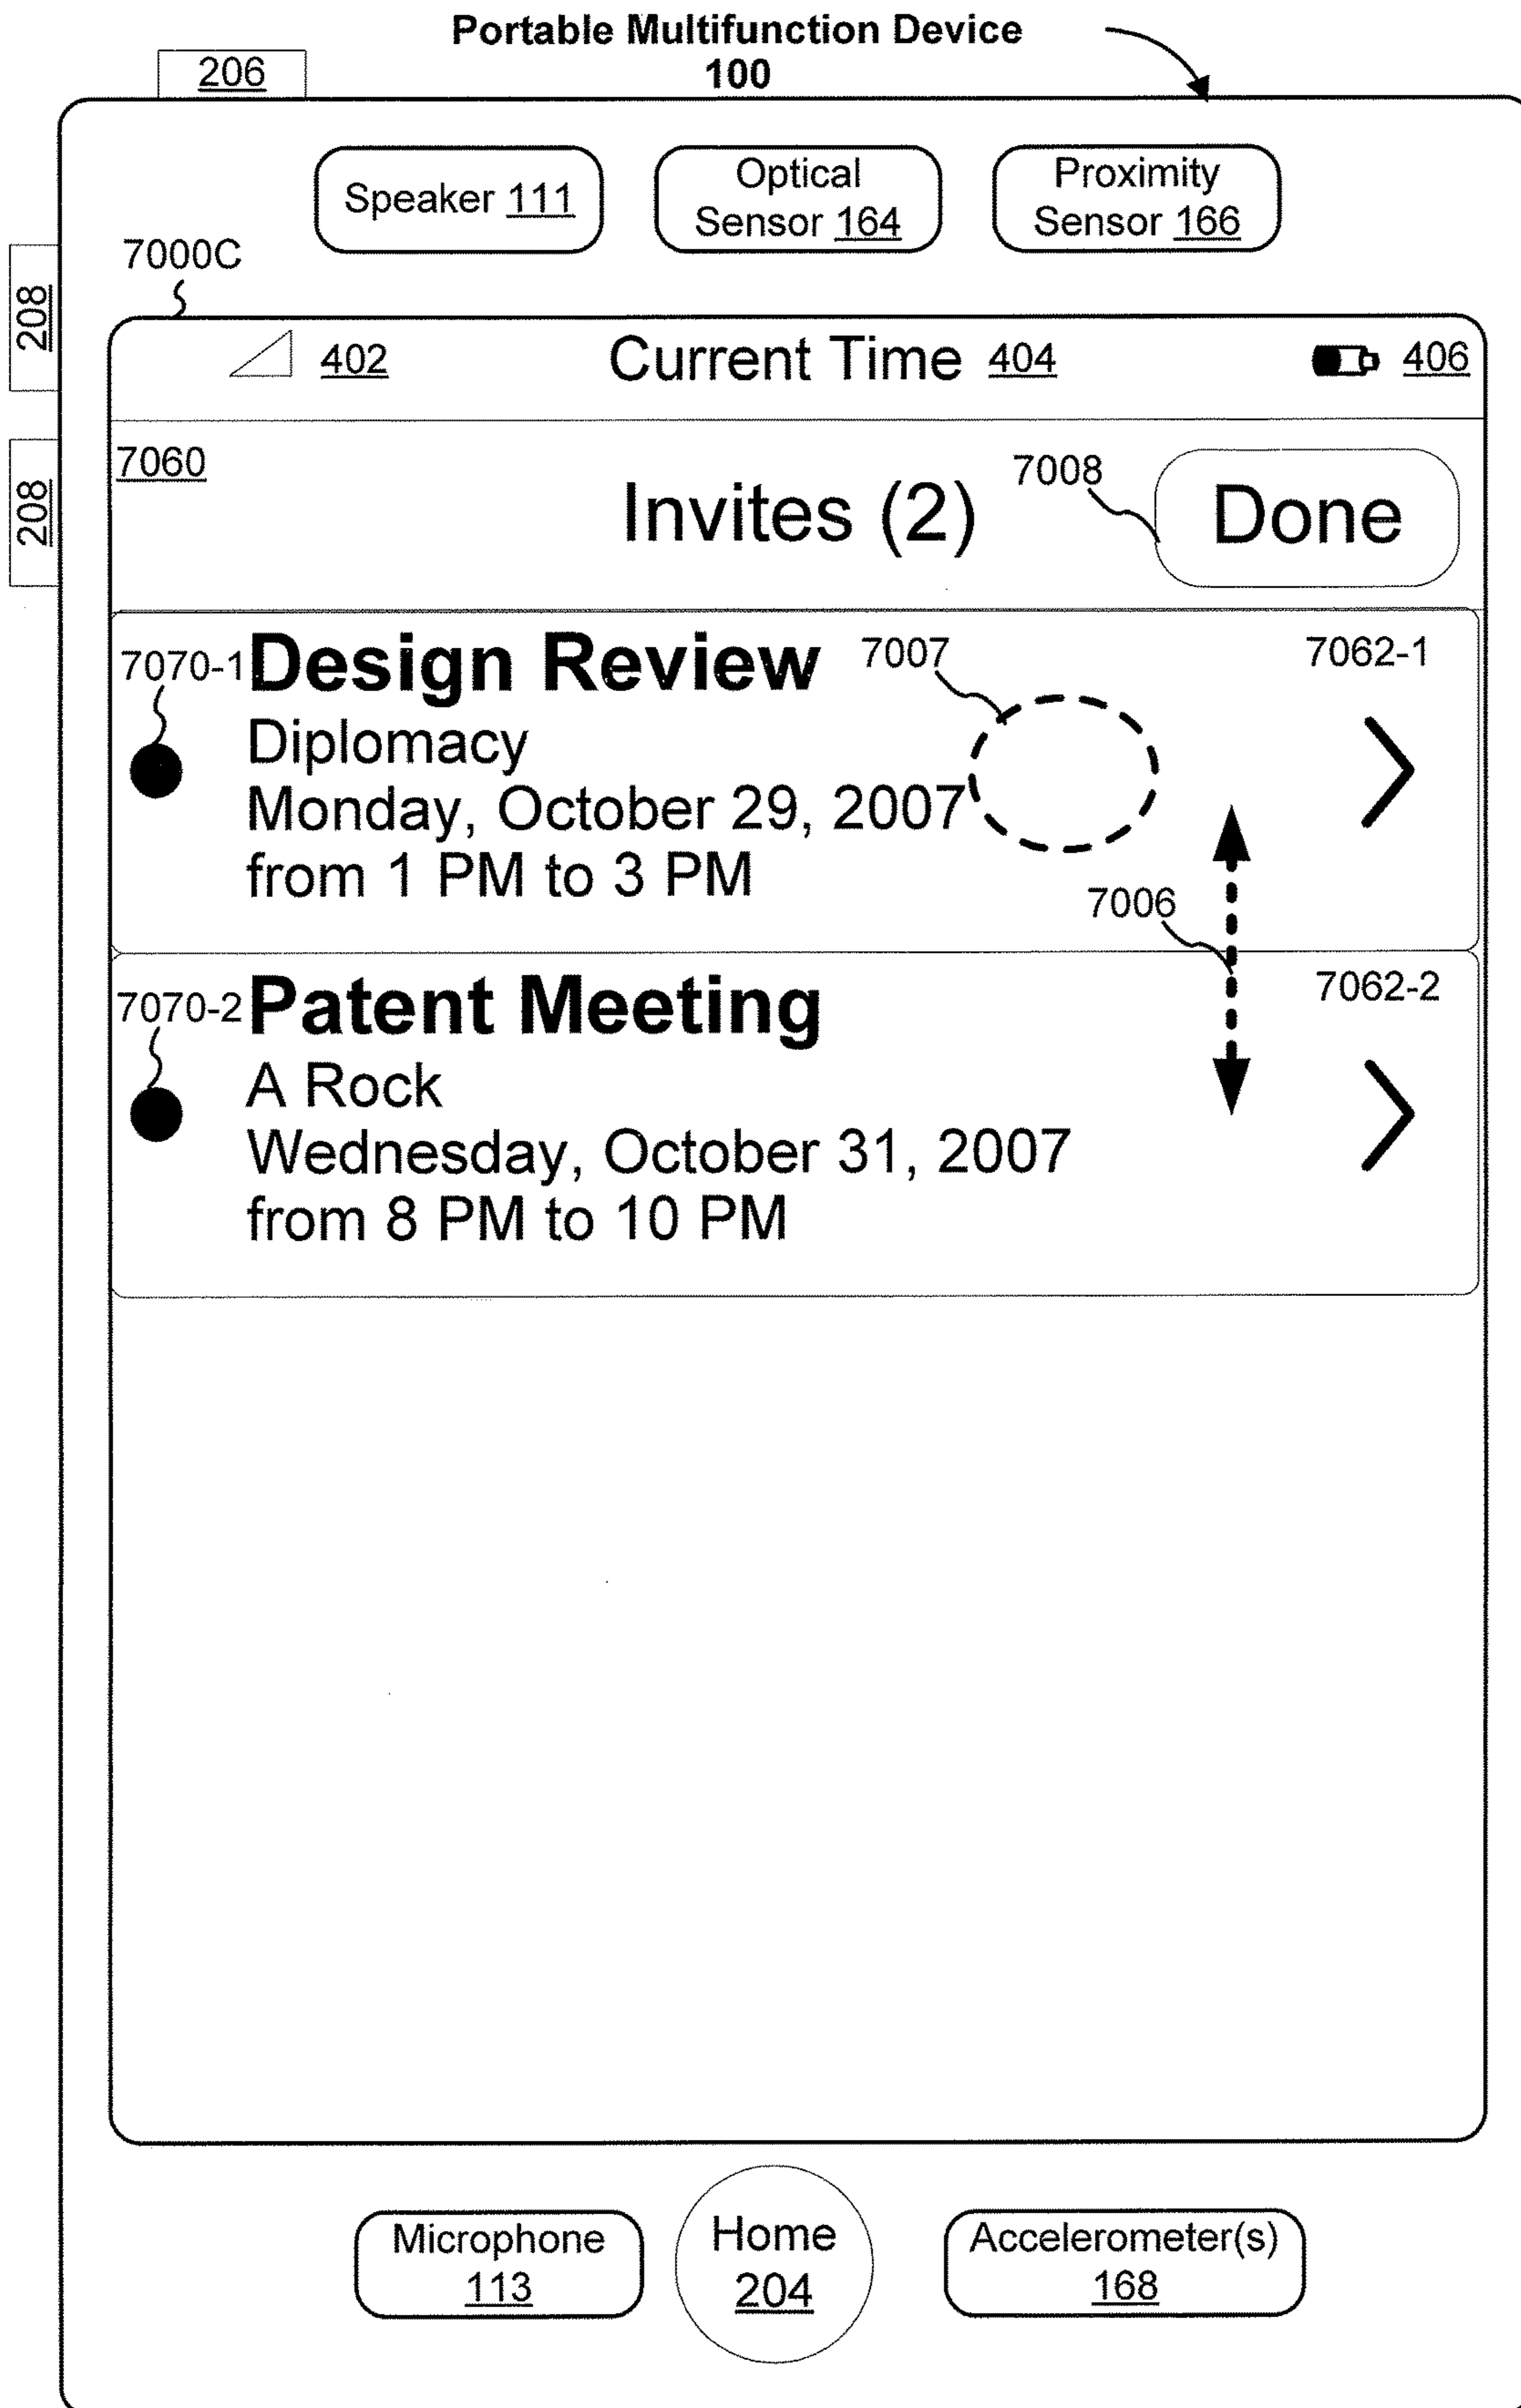 Portable Multifunction Device
100
206
Speaker 111
Optical
Sensor 164
Proximity
Sensor 166
7000C
208
208
402
Current Time 404
406
7060
Invites (2)
7008
Done
7070-1
Design Review
7007
7062-1
Diplomacy
Monday, October 29, 2007
from 1 PM to 3 PM
7006
7070-2
Patent Meeting
7062-2
A Rock
Wednesday, October 31, 2007
from 8 PM to 10 PM
Microphone
113
Home
204
Accelerometer(s)
168